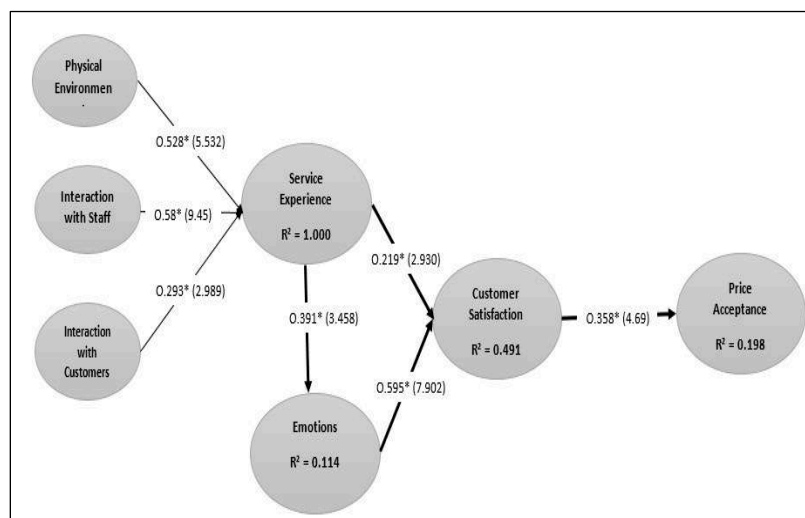 Physical
Environmen
.
0.528* (5.532)
Interaction
with Staff
0.58* (9.45)
Service
Experience
R² = 1.000
0.293* (2.989)
Interaction
with
Customers
0.219* (2.930)
0.391* (3.458)
Customer
Satisfaction
R² = 0.491
0.358* (4.69)
Price
Acceptance
R² = 0.198
0.595* (7.902)
Emotions
R² = 0.114